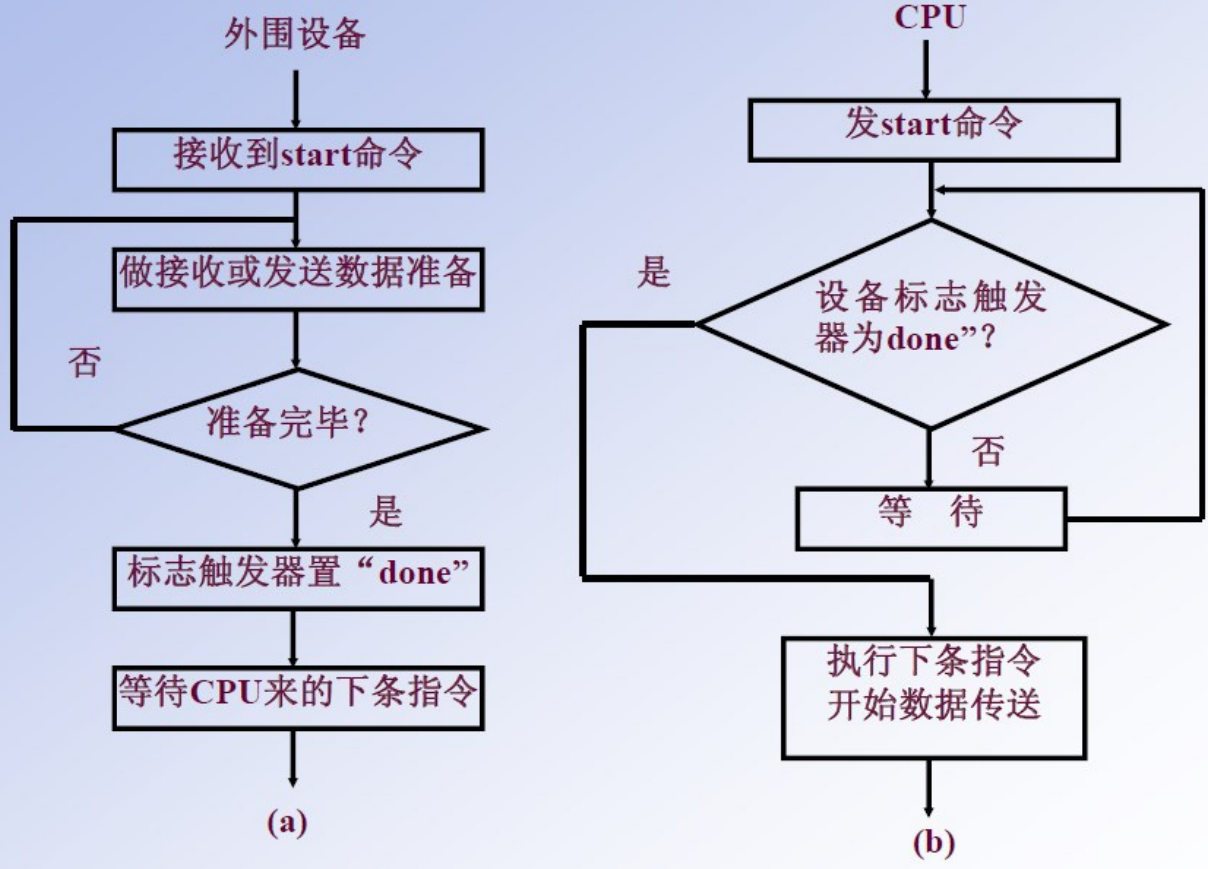 外围设备
接收到start命令
做接收或发送数据准备
否
准备完毕？
是
标志触发器置“done”
等待CPU来的下条指令
(a)
CPU
发start命令
是
设备标志触发
器为done”？
否
等 待
执行下条指令
开始数据传送
(b)